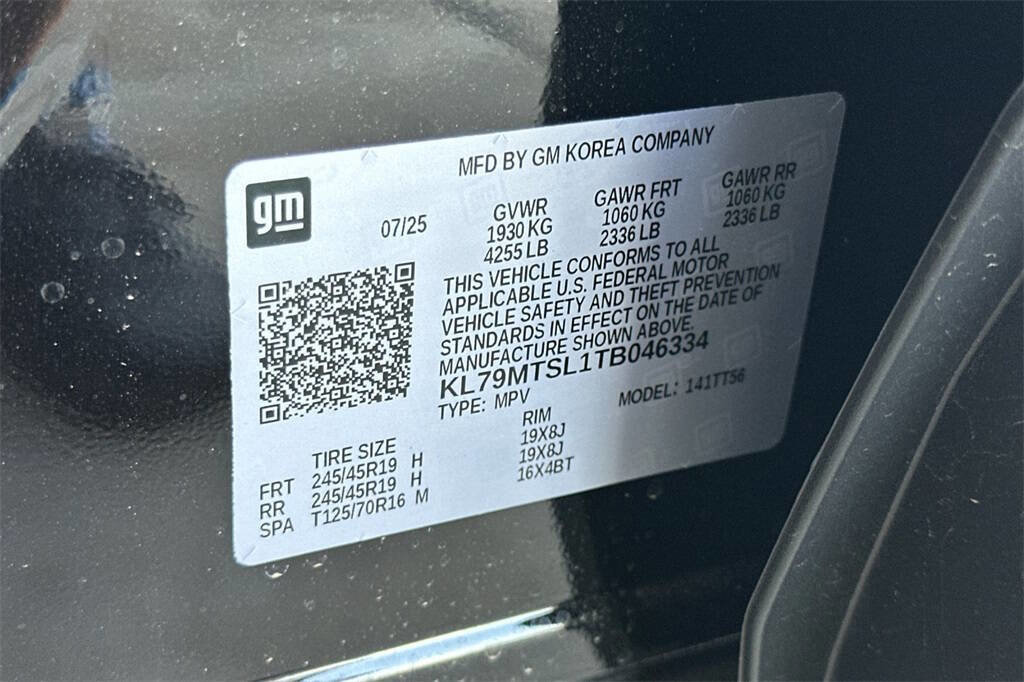 MFD BY GM KOREA COMPANY
gm
07/25
GVWR
1930 KG
4255 LB
GAWR FRT
1060 KG
2336 LB
GAWR RR
1060 KG
2336 LB
THIS VEHICLE CONFORMS TO ALL
APPLICABLE U.S. FEDERAL MOTOR
VEHICLE SAFETY AND THEFT PREVENTION
STANDARDS IN EFFECT ON THE DATE OF
MANUFACTURE SHOWN ABOVE.
KL79MTSL1TB046334
TYPE: MPV MODEL: 141TT56
TIRE SIZE RIM
FRT 245/45R19 H 19X8J
RR 245/45R19 H 19X8J
SPA T125/70R16 M 16X4BT